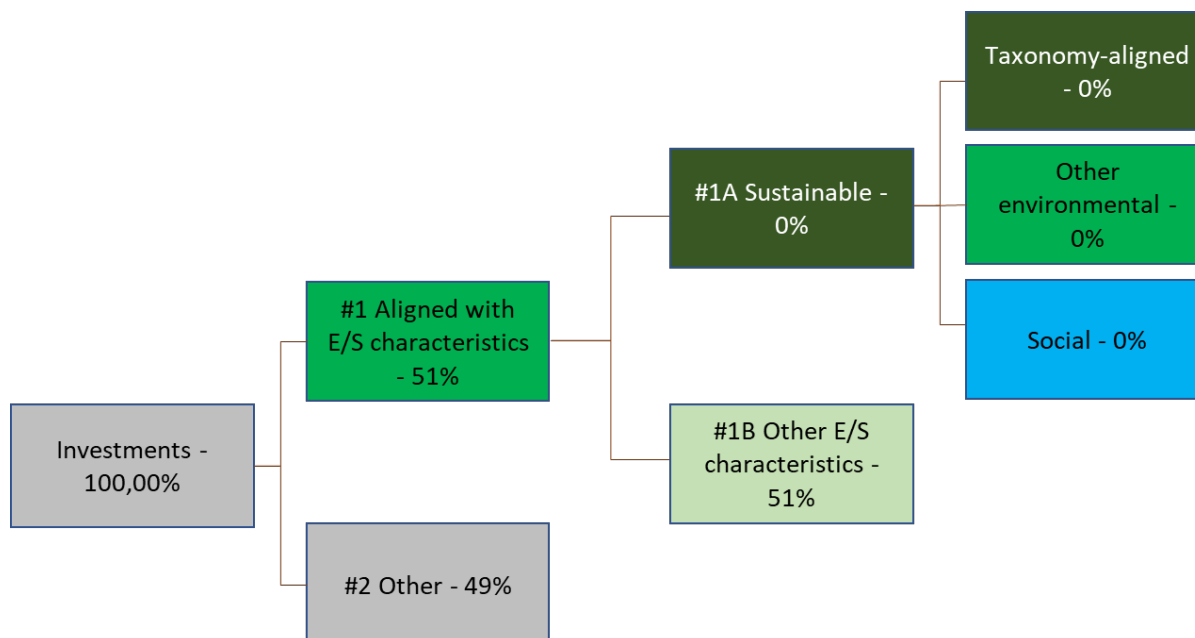 Investments -
100,00%
#1 Aligned with
E/S characteristics
- 51%
#2 Other - 49%
#1A Sustainable -
0%
#1B Other E/S
characteristics -
51%
Taxonomy-aligned
- 0%
Other
environmental -
0%
Social - 0%